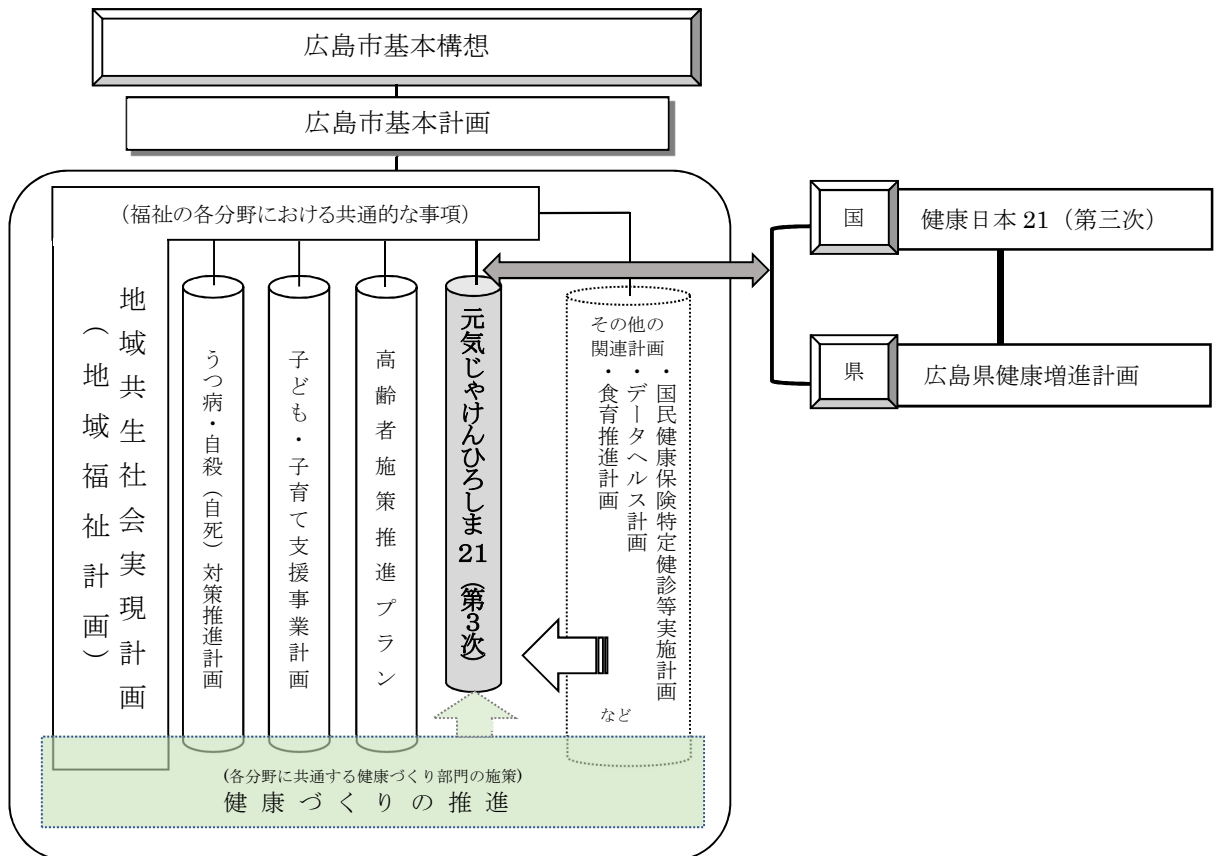 広島市基本構想
広島市基本計画
(福祉の各分野における共通的な事項)
地域共生社会実現計画
（地域福祉計画）
うつ病・自殺（自死）対策推進計画
子ども・子育て支援事業計画
高齢者施策推進プラン
元気じゃけんひろしま21（第3次）
その他の
関連計画
・国民健康保険特定健診等実施計画
・データヘルス計画
・食育推進計画
など
(各分野に共通する健康づくり部門の施策)
健康づくりの推進
国
健康日本 21（第三次）
県
広島県健康増進計画